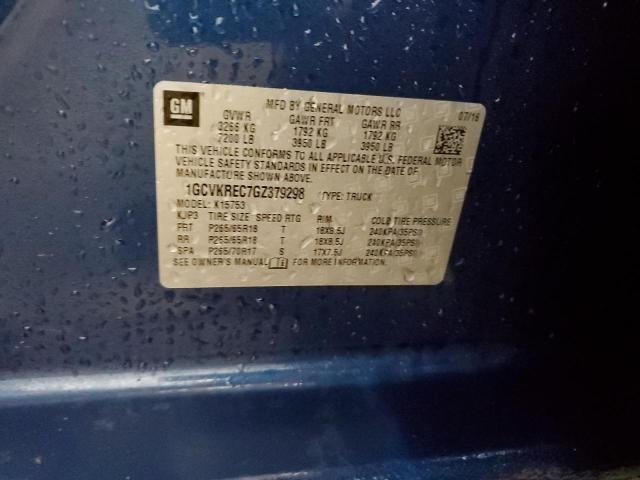 GM
MFD BY GENERAL MOTORS LLC
07/16
GVWR GAWR FRT GAWR RR
3266 KG 1792 KG 1792 KG
7200 LB 3950 LB 3950 LB
THIS VEHICLE CONFORMS TO ALL APPLICABLE U.S. FEDERAL MOTOR
VEHICLE SAFETY STANDARDS IN EFFECT ON THE DATE OF
MANUFACTURE SHOWN ABOVE.
1GCVKREC7GZ379298 TYPE: TRUCK
MODEL: K15753
KJP3 TIRE SIZE SPEED RTG RIM COLD TIRE PRESSURE
FRT P265/65R18 T 18X8.5J 240KPA(35PSI)
RR P265/65R18 T 18X8.5J 240KPA(35PSI)
SPA P265/70R17 S 17X7.5J 240KPA(35PSI)
SEE OWNER'S MANUAL FOR MORE INFORMATION.